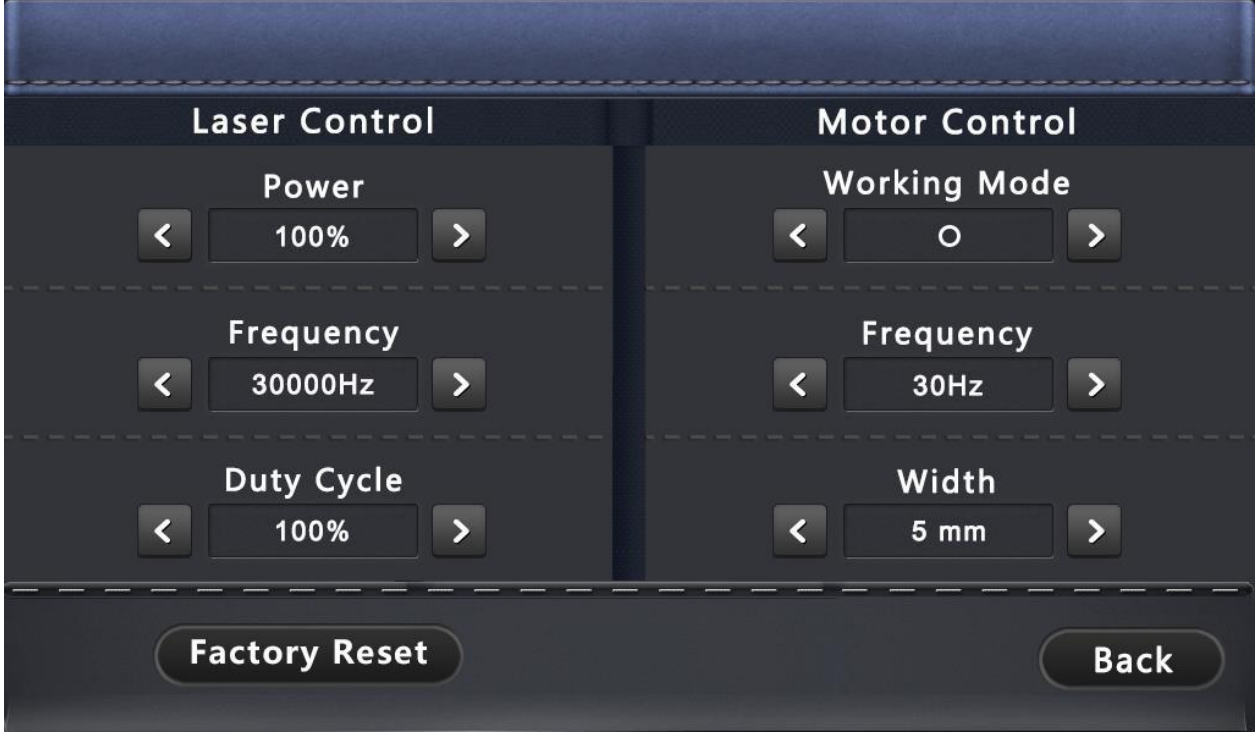 Laser Control
Power
100%
Frequency
30000Hz
Duty Cycle
100%
Motor Control
Working Mode
O
Frequency
30Hz
Width
5 mm
Factory Reset
Back